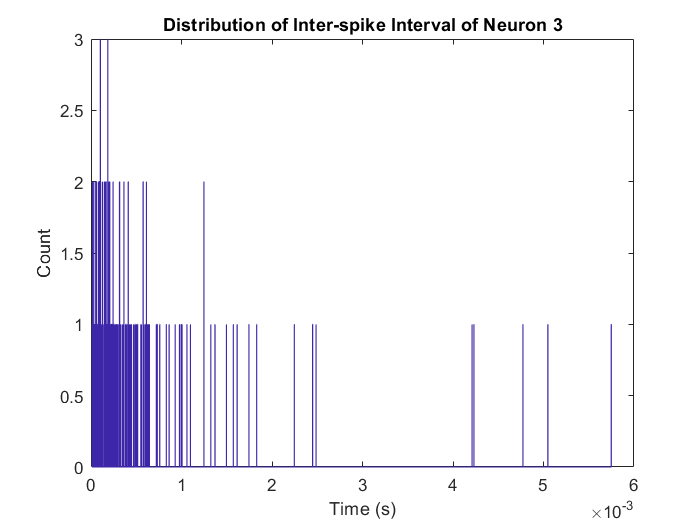 Distribution of Inter-spike Interval of Neuron 3
3
2.5
2
1.5
1
0.5
0
Count
0 1 2 3 4 5 6
Time (s)
×10-3